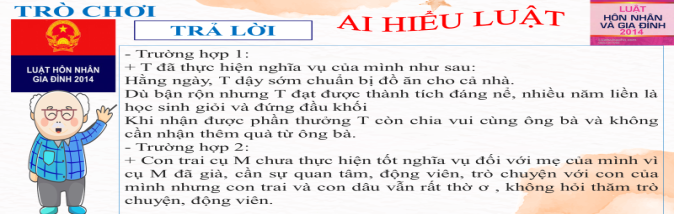 TRÒ CHƠI
TRẢ LỜI
AI HIỂU LUẬT
LUẬT
HÔN NHÂN
VÀ GIA ĐÌNH
2014
LUẬT HÔN NHÂN
GIA ĐÌNH 2014
- Trường hợp 1:
+ T đã thực hiện nghĩa vụ của mình như sau:
Hằng ngày, T dậy sớm chuẩn bị đồ ăn cho cả nhà.
Dù bận rộn nhưng T đạt được thành tích đáng nể, nhiều năm liền là
học sinh giỏi và đứng đầu khối
Khi nhận được phần thưởng T còn chia vui cùng ông bà và không
cần nhận thêm quà từ ông bà.
- Trường hợp 2:
+ Con trai cụ M chưa thực hiện tốt nghĩa vụ đối với mẹ của mình vì
cụ M đã già, cần sự quan tâm, động viên, trò chuyện với con của
mình nhưng con trai và con dâu vẫn rất thờ ơ , không hỏi thăm trò
chuyện, động viên.